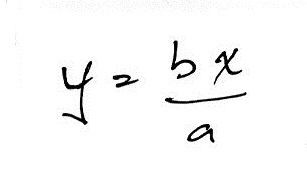 y = bx/a